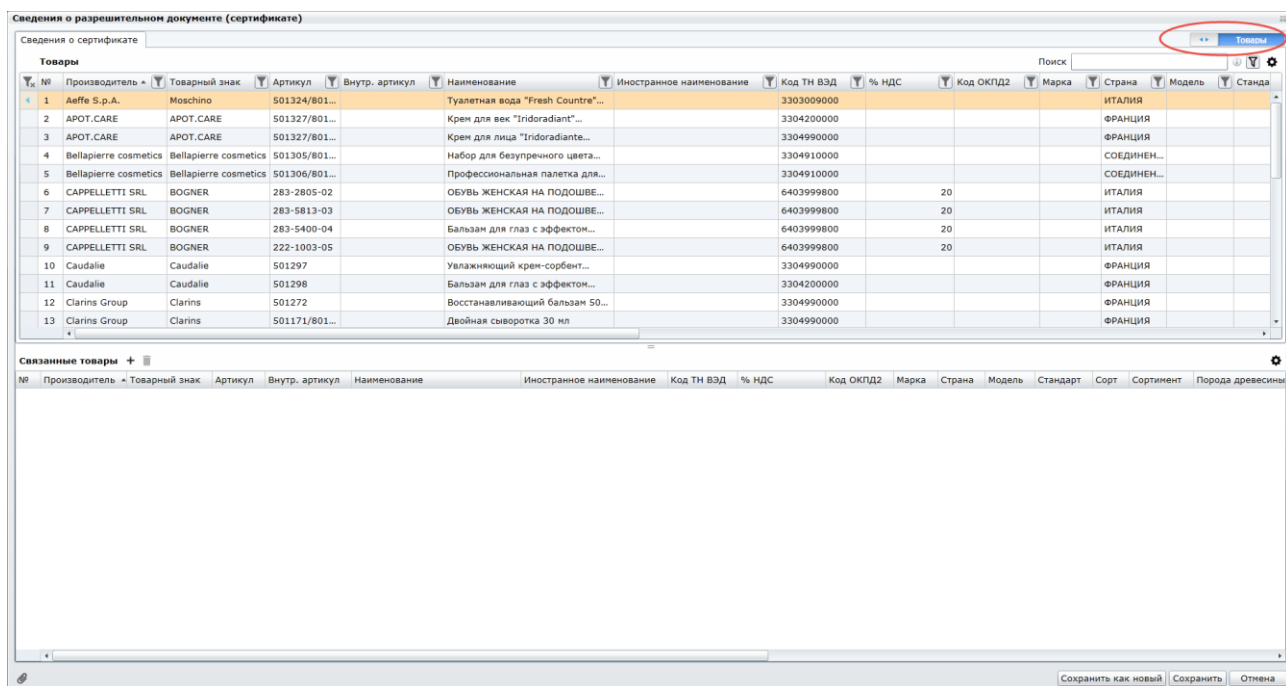 Сведения о разрешительном документе (сертификате)
Сведения о сертификате Товары
Товары Поиск
№ Производитель Товарный знак Артикул Внутр. артикул Наименование Иностранное наименование Код ТН ВЭД % НДС Код ОКПД2 Марка Страна Модель Станда
1 Aeffe S.p.A. Moschino 501324/801... Туалетная вода "Fresh Countre"... 3303009000 ИТАЛИЯ
2 APOT.CARE APOT.CARE 501327/801... Крем для век "Iridoradiant"... 3304200000 ФРАНЦИЯ
3 APOT.CARE APOT.CARE 501327/801... Крем для лица "Iridoradiante... 3304990000 ФРАНЦИЯ
4 Bellapierre cosmetics Bellapierre cosmetics 501305/801... Набор для безупречного цвета... 3304910000 СОЕДИНЕН...
5 Bellapierre cosmetics Bellapierre cosmetics 501306/801... Профессиональная палетка для... 3304910000 СОЕДИНЕН...
6 CAPPELLETTI SRL BOGNER 283-2805-02 ОБУВЬ ЖЕНСКАЯ НА ПОДОШВЕ... 6403999800 20 ИТАЛИЯ
7 CAPPELLETTI SRL BOGNER 283-5813-03 ОБУВЬ ЖЕНСКАЯ НА ПОДОШВЕ... 6403999800 20 ИТАЛИЯ
8 CAPPELLETTI SRL BOGNER 283-5400-04 Бальзам для глаз с эффектом... 6403999800 20 ИТАЛИЯ
9 CAPPELLETTI SRL BOGNER 222-1003-05 ОБУВЬ ЖЕНСКАЯ НА ПОДОШВЕ... 6403999800 20 ИТАЛИЯ
10 Caudalie Caudalie 501297 Увлажняющий крем-сорбент... 3304990000 ФРАНЦИЯ
11 Caudalie Caudalie 501298 Бальзам для глаз с эффектом... 3304200000 ФРАНЦИЯ
12 Clarins Group Clarins 501272 Восстанавливающий бальзам 50... 3304990000 ФРАНЦИЯ
13 Clarins Group Clarins 501171/801... Двойная сыворотка 30 мл 3304990000 ФРАНЦИЯ
Связанные товары
№ Производитель Товарный знак Артикул Внутр. артикул Наименование Иностранное наименование Код ТН ВЭД % НДС Код ОКПД2 Марка Страна Модель Стандарт Сорт Сортимент Порода древесины
Сохранить как новый Сохранить Отмена